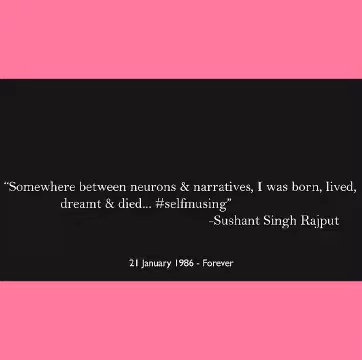 “Somewhere between neurons & narratives, I was born, lived,
dreamt & died... #selfmusing”
-Sushant Singh Rajput
21 January 1986 - Forever